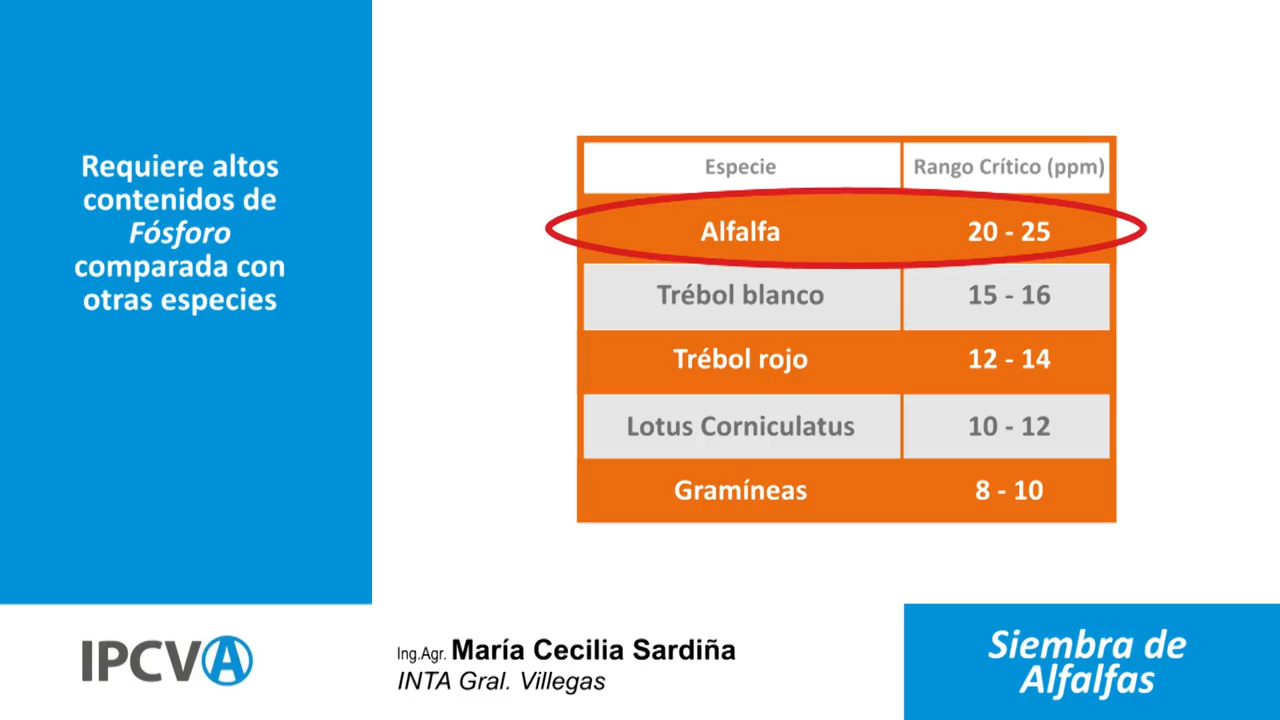 Requiere altos
contenidos de
Fósforo
comparada con
otras especies
Especie Rango Crítico (ppm)
Alfalfa 20 - 25
Trébol blanco 15 - 16
Trébol rojo 12 - 14
Lotus Corniculatus 10 - 12
Gramíneas 8 - 10
IPCVA
Ing.Agr. María Cecilia Sardiña
INTA Gral. Villegas
Siembra de
Alfalfas